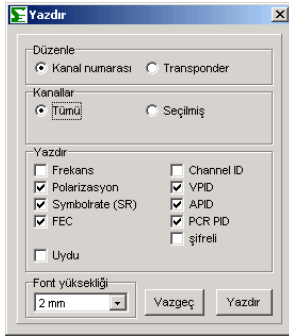 Yazdır
Düzenle
Kanal numarası Transponder
Kanallar
Tümü Seçilmiş
Yazdır
Frekans Channel ID
Polarizasyon VPID
Symbolrate (SR) APID
FEC PCR PID
şifreli
Uydu
Font yüksekliği
2 mm Vazgeç Yazdır